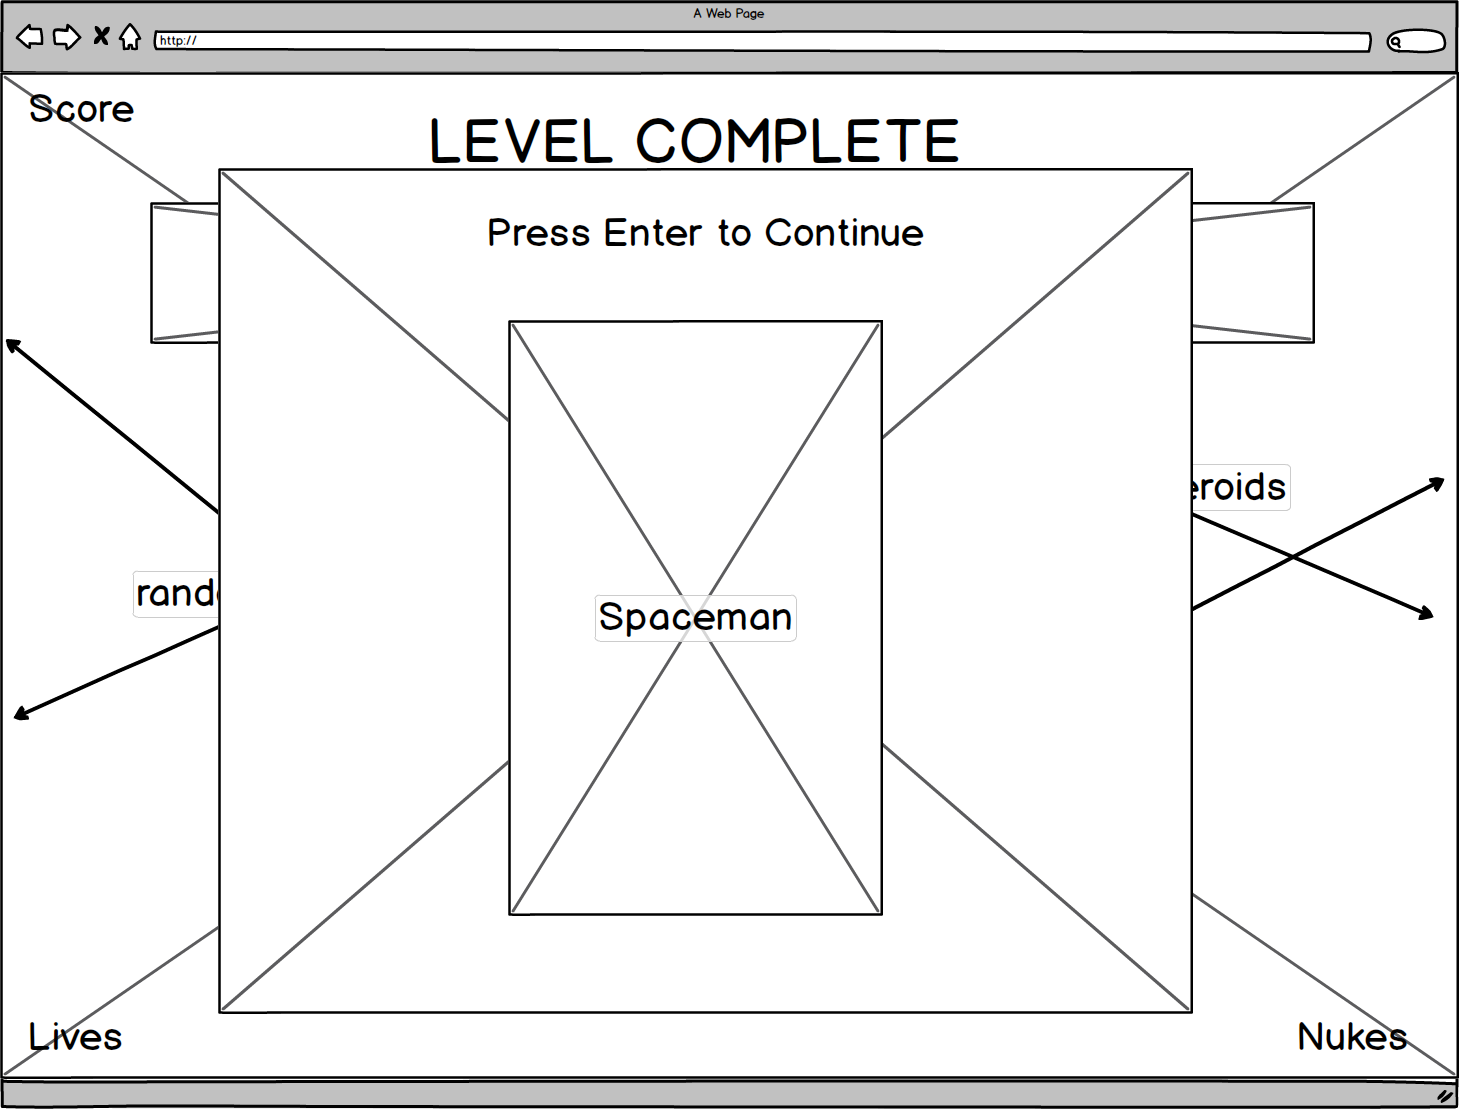 A Web Page
http://
Score
LEVEL COMPLETE
Press Enter to Continue
eroids
rand
Spaceman
Lives
Nukes